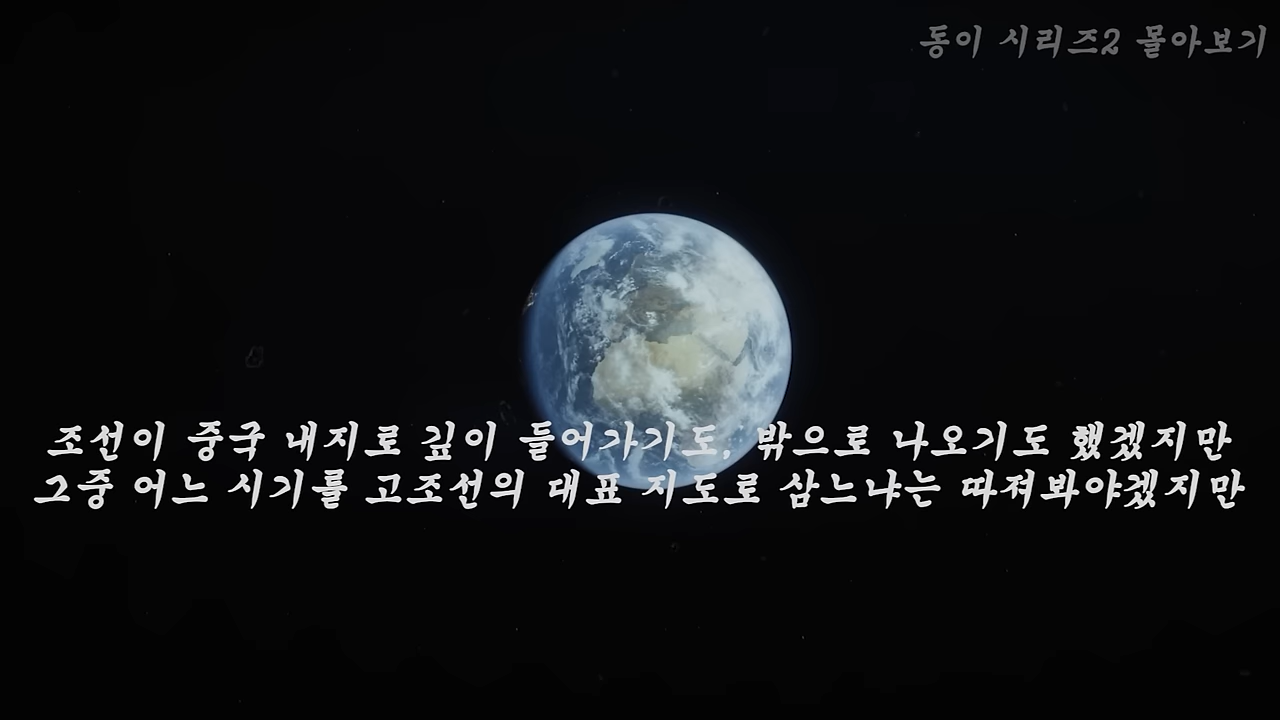 동이 시리즈2 몰아보기
조선이 중국 내지로 깊이 들어가기도, 밖으로 나오기도 했겠지만
그중 어느 시기를 고조선의 대표 지도로 삼느냐는 따져봐야겠지만